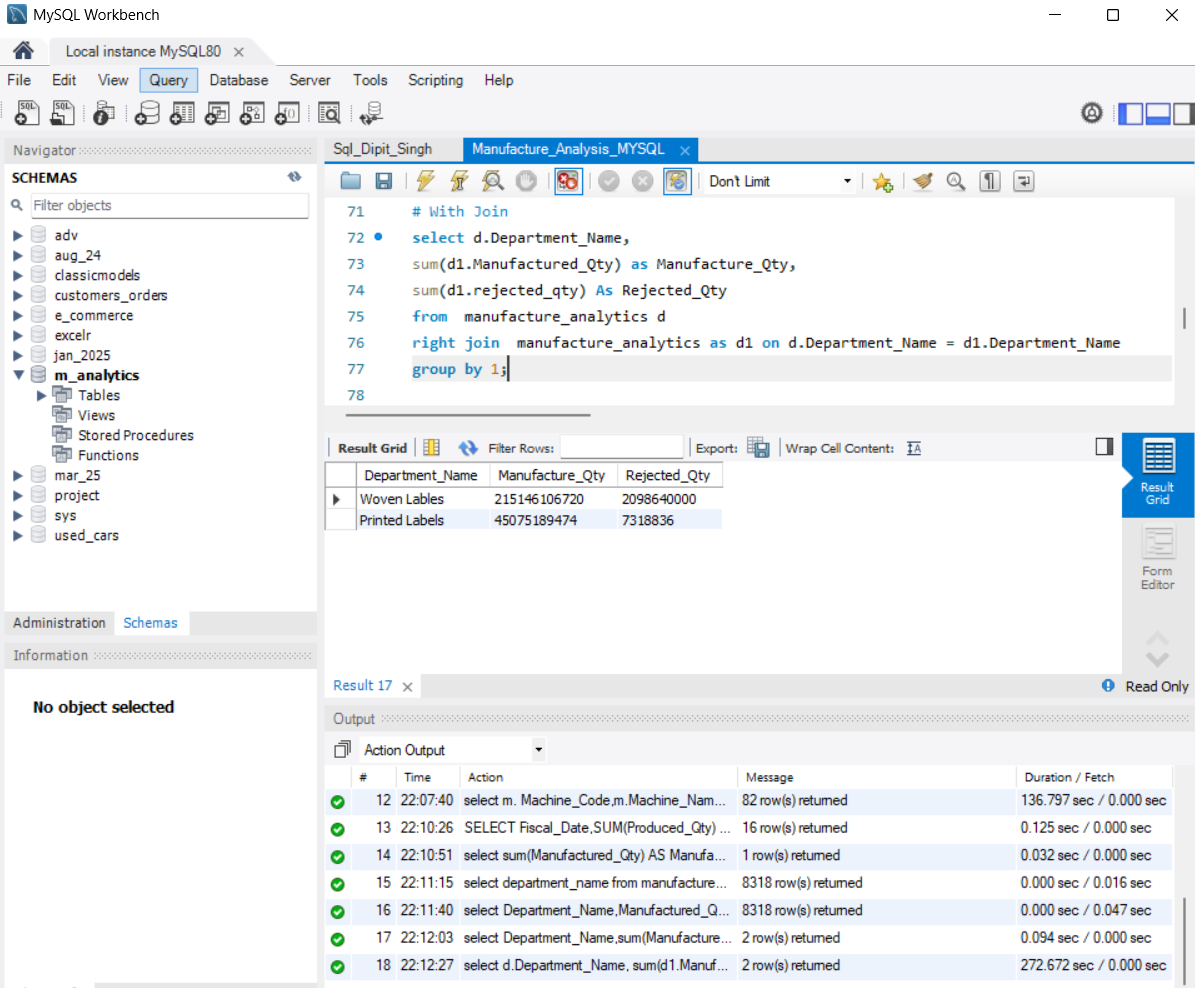 MySQL Workbench
Local instance MySQL80
File Edit View Query Database Server Tools Scripting Help
Navigator
SCHEMAS
Filter objects
adv
aug_24
classicmodels
customers_orders
e_commerce
excelr
jan_2025
m_analytics
Tables
Views
Stored Procedures
Functions
mar_25
project
sys
used_cars
Administration Schemas
Information
No object selected
Sql_Dipit_Singh Manufacture_Analysis_MYSQL
Don't Limit
71 # With Join
72 select d.Department_Name,
73 sum(d1.Manufactured_Qty) as Manufacture_Qty,
74 sum(d1.rejected_qty) As Rejected_Qty
75 from manufacture_analytics d
76 right join manufacture_analytics as d1 on d.Department_Name = d1.Department_Name
77 group by 1;
78
Result Grid Filter Rows: Export: Wrap Cell Content:
Department_Name Manufacture_Qty Rejected_Qty
Woven Lables 215146106720 2098640000
Printed Labels 45075189474 7318836
Result Grid
Form Editor
Result 17
Read Only
Output
Action Output
# Time Action Message Duration / Fetch
12 22:07:40 select m. Machine_Code,m.Machine_Nam... 82 row(s) returned 136.797 sec / 0.000 sec
13 22:10:26 SELECT Fiscal_Date,SUM(Produced_Qty) ... 16 row(s) returned 0.125 sec / 0.000 sec
14 22:10:51 select sum(Manufactured_Qty) AS Manufa... 1 row(s) returned 0.032 sec / 0.000 sec
15 22:11:15 select department_name from manufacture... 8318 row(s) returned 0.000 sec / 0.016 sec
16 22:11:40 select Department_Name,Manufactured_Q... 8318 row(s) returned 0.000 sec / 0.047 sec
17 22:12:03 select Department_Name,sum(Manufacture... 2 row(s) returned 0.094 sec / 0.000 sec
18 22:12:27 select d.Department_Name, sum(d1.Manuf... 2 row(s) returned 272.672 sec / 0.000 sec